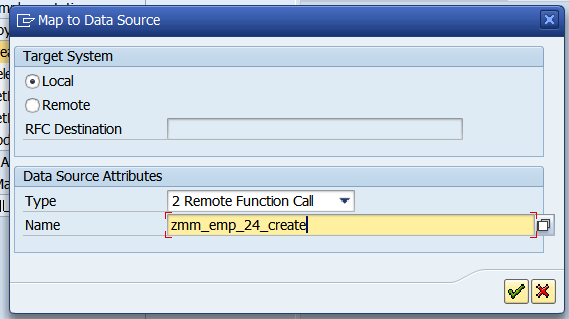 Map to Data Source
Target System
Local
Remote
RFC Destination
Data Source Attributes
Type 2 Remote Function Call
Name zmm_emp_24_create